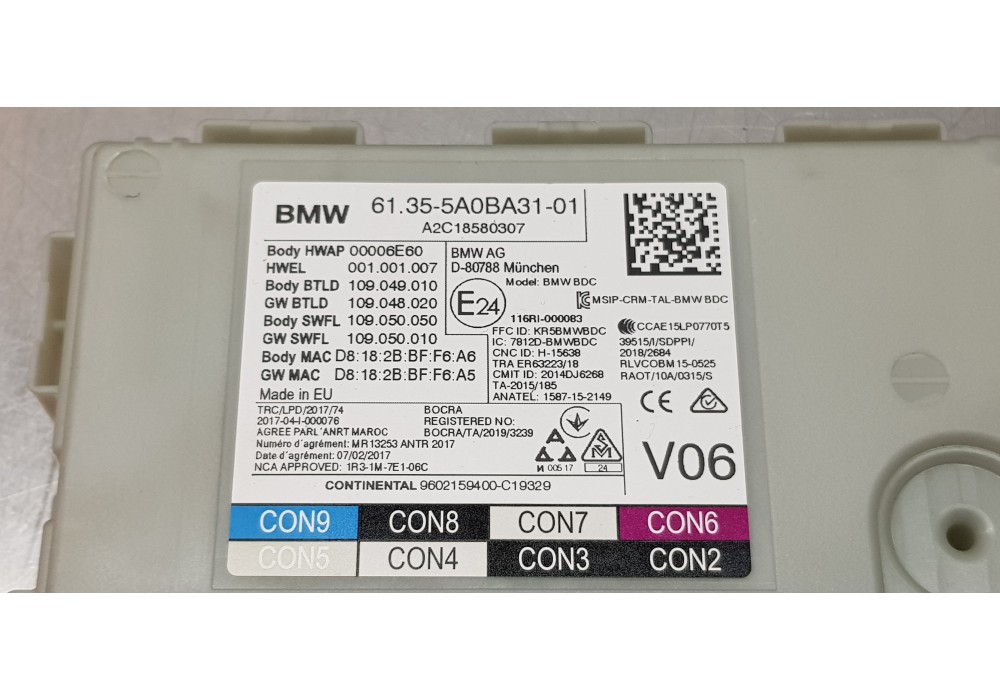 BMW 61.35-5A0BA31-01
A2C18580307
Body HWAP 00006E60
HWEL 001.001.007
Body BTLD 109.049.010
GW BTLD 109.048.020
Body SWFL 109.050.050
GW SWFL 109.050.010
Body MAC D8:18:2B:BF:F6:A6
GW MAC D8:18:2B:BF:F6:A5
Made in EU
BMW AG
D-80788 München
Model: BMW BDC
E24
116RI-000083
MSIP-CRM-TAL-BMW BDC
FFC ID: KR5BMWBDC
IC: 7812D-BMWBDC
CNC ID: H-15638
TRA ER63223/18
CMIT ID: 2014DJ6268
TA-2015/185
ANATEL: 1587-15-2149
CCAE15LP0770T5
39515/I/SDPPI/
2018/2684
RLVCOBM15-0525
RAOT/10A/0315/S
CE
TRC/LPD/2017/74
2017-04-I-000076
AGREE PARL'ANRT MAROC
Numéro d'agrément: MR13253 ANTR 2017
Date d'agrément: 07/02/2017
NCA APPROVED: 1R3-1M-7E1-06C
BOCRA
REGISTERED NO:
BOCRA/TA/2019/3239
00517
24
V06
CONTINENTAL 9602159400-C19329
CON9 CON8 CON7 CON6
CON5 CON4 CON3 CON2